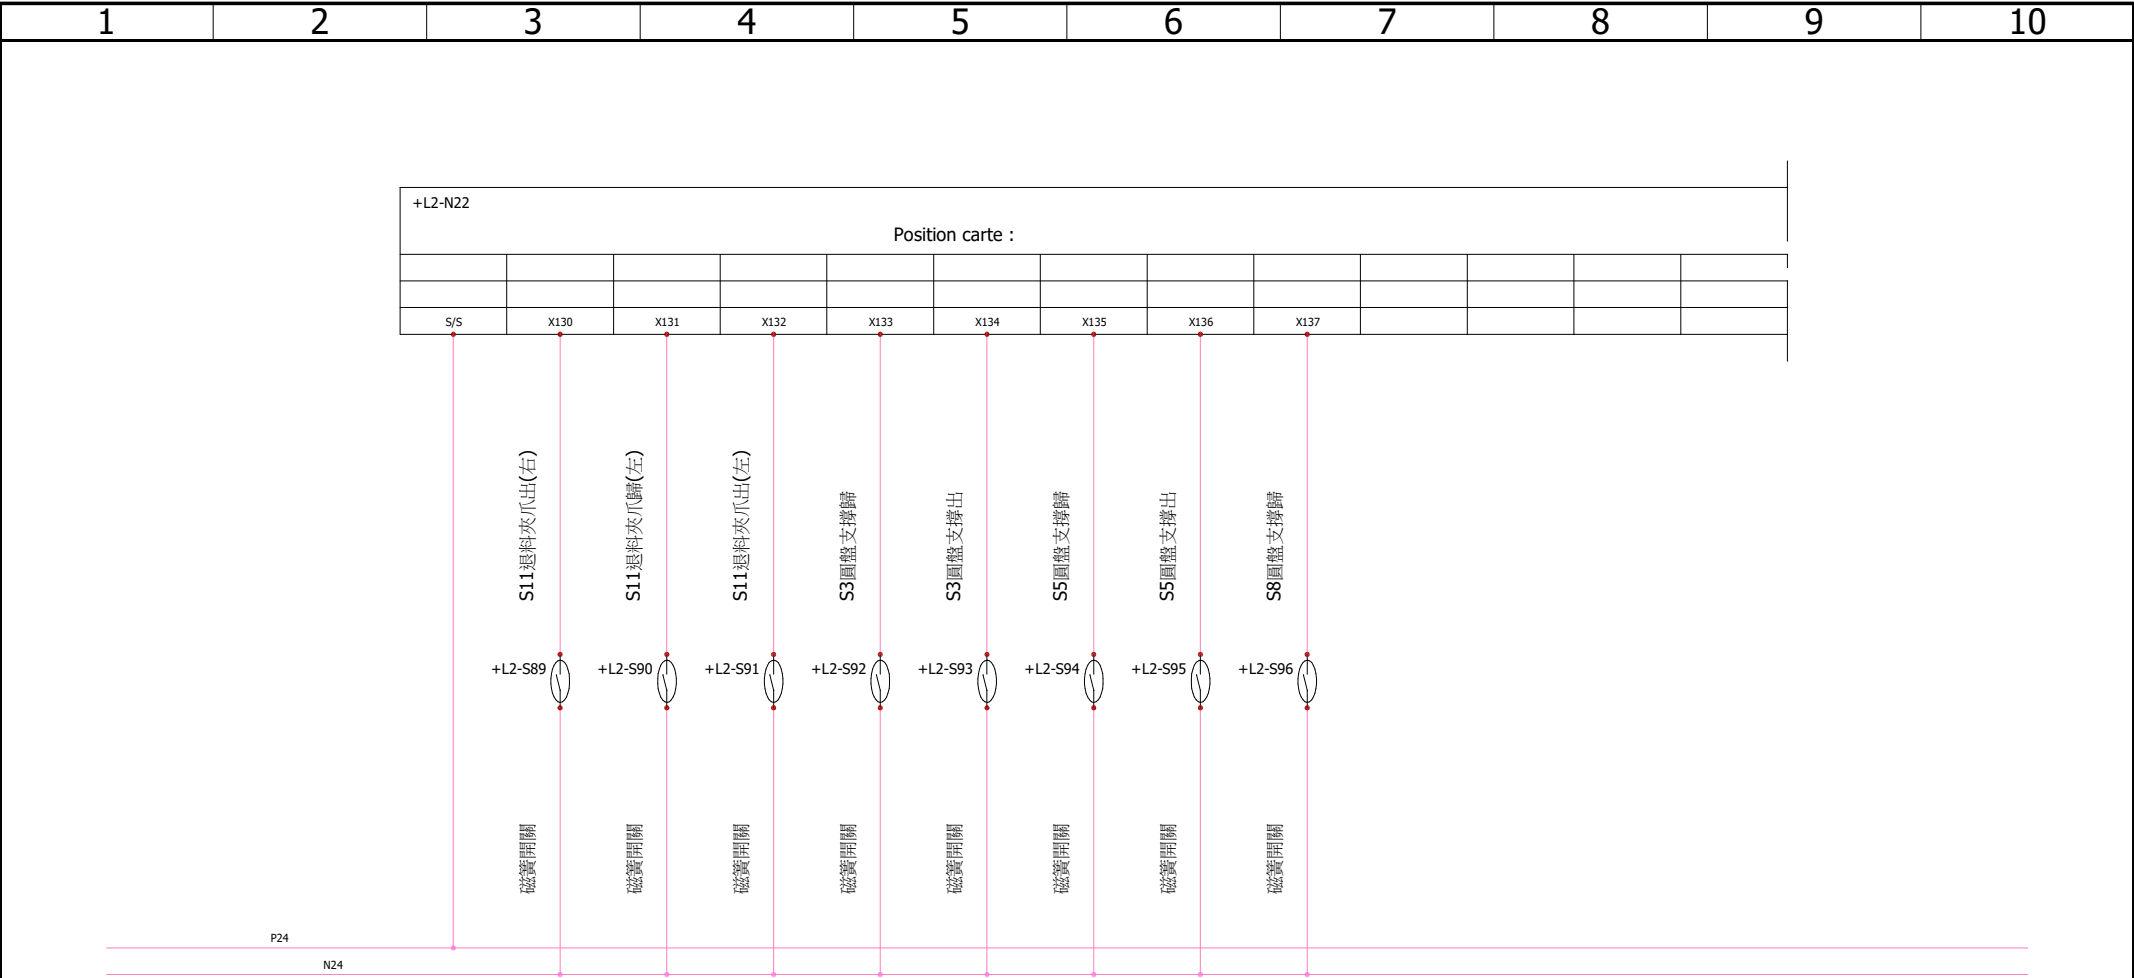 1 2 3 4 5 6 7 8 9 10
+L2-N22
Position carte :
S/S X130 X131 X132 X133 X134 X135 X136 X137
S11退料夾爪出(右)
S11退料夾爪歸(左)
S11退料夾爪出(左)
S3圓盤支撐歸
S3圓盤支撐出
S5圓盤支撐歸
S5圓盤支撐出
S8圓盤支撐歸
+L2-S89 +L2-S90 +L2-S91 +L2-S92 +L2-S93 +L2-S94 +L2-S95 +L2-S96
磁簧開關
磁簧開關
磁簧開關
磁簧開關
磁簧開關
磁簧開關
磁簧開關
磁簧開關
P24
N24